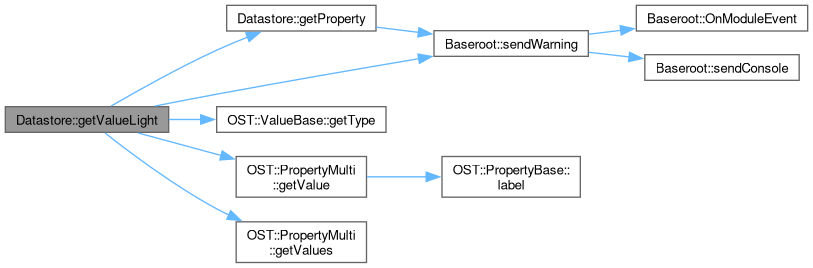 Datastore::getValueLight
Datastore::getProperty
Baseroot::sendWarning
Baseroot::OnModuleEvent
Baseroot::sendConsole
OST::ValueBase::getType
OST::PropertyMulti
::getValue
OST::PropertyBase::
label
OST::PropertyMulti
::getValues